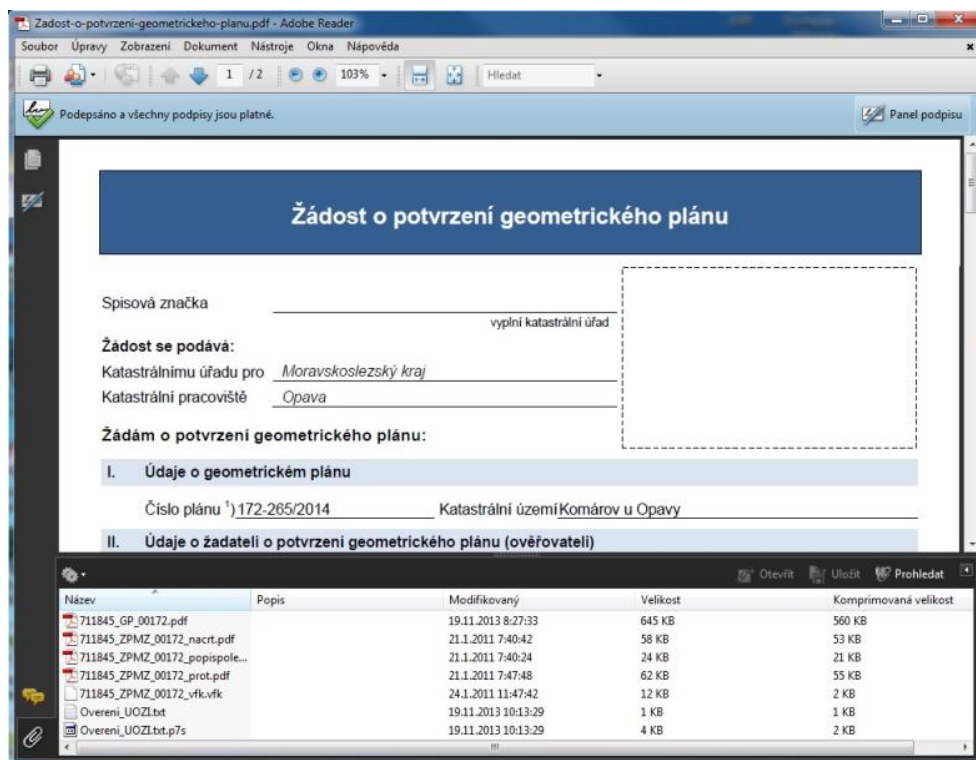 Zadost-o-potvrzeni-geometrickeho-planu.pdf - Adobe Reader
Soubor Úpravy Zobrazení Dokument Nástroje Okna Nápověda
1 / 2 103% Hledat
Podepsáno a všechny podpisy jsou platné. Panel podpisu
Žádost o potvrzení geometrického plánu
Spisová značka
vyplní katastrální úřad
Žádost se podává:
Katastrálnímu úřadu pro Moravskoslezský kraj
Katastrální pracoviště Opava
Žádám o potvrzení geometrického plánu:
I. Údaje o geometrickém plánu
Číslo plánu ¹) 172-265/2014 Katastrální území Komárov u Opavy
II. Údaje o žadateli o potvrzení geometrického plánu (ověřovateli)
Otevřít Uložit Prohledat
Název Popis Modifikovaný Velikost Komprimovaná velikost
711845_GP_00172.pdf 19.11.2013 8:27:33 645 KB 560 KB
711845_ZPMZ_00172_nacrt.pdf 21.1.2011 7:40:42 58 KB 53 KB
711845_ZPMZ_00172_popispole... 21.1.2011 7:40:24 24 KB 21 KB
711845_ZPMZ_00172_prot.pdf 21.1.2011 7:47:48 62 KB 55 KB
711845_ZPMZ_00172_vfk.vfk 24.1.2011 11:47:42 12 KB 2 KB
Overeni_UOZI.txt 19.11.2013 10:13:29 1 KB 1 KB
Overeni_UOZI.txt.p7s 19.11.2013 10:13:29 4 KB 2 KB